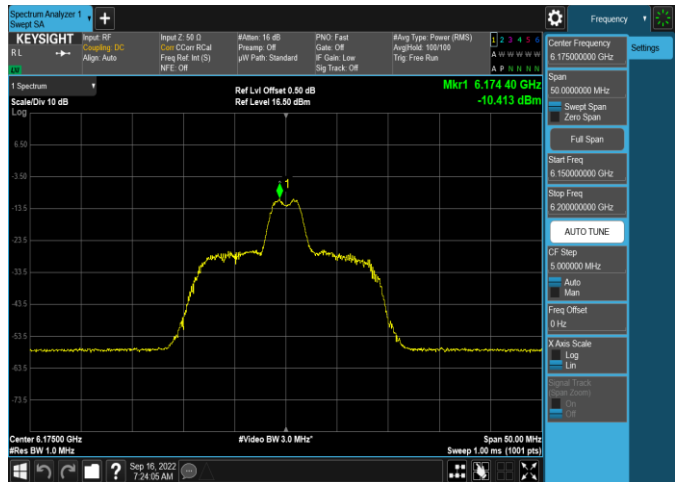 Spectrum Analyzer 1
Swept SA
Frequency
KEYSIGHT
RL
Input: RF
Coupling: DC
Align: Auto
Input Z: 50 Ω
Corr CCorr RCal
Freq Ref: Int (S)
NFE: Off
#Atten: 16 dB
Preamp: Off
µW Path: Standard
PNO: Fast
Gate: Off
IF Gain: Low
Sig Track: Off
#Avg Type: Power (RMS)
Avg|Hold: 100/100
Trig: Free Run
1 2 3 4 5 6
A W W W W W
A P N N N N
1 Spectrum
Scale/Div 10 dB
Log
Ref Lvl Offset 0.50 dB
Ref Level 16.50 dBm
Mkr1 6.174 40 GHz
-10.413 dBm
6.50
-3.50
-13.5
-23.5
-33.5
-43.5
-53.5
-63.5
-73.5
1
Center 6.17500 GHz
#Res BW 1.0 MHz
#Video BW 3.0 MHz*
Span 50.00 MHz
Sweep 1.00 ms (1001 pts)
Sep 16, 2022
7:24:05 AM
Center Frequency
6.175000000 GHz
Settings
Span
50.0000000 MHz
Swept Span
Zero Span
Full Span
Start Freq
6.150000000 GHz
Stop Freq
6.200000000 GHz
AUTO TUNE
CF Step
5.000000 MHz
Auto
Man
Freq Offset
0 Hz
X Axis Scale
Log
Lin
Signal Track
(Span Zoom)
On
Off